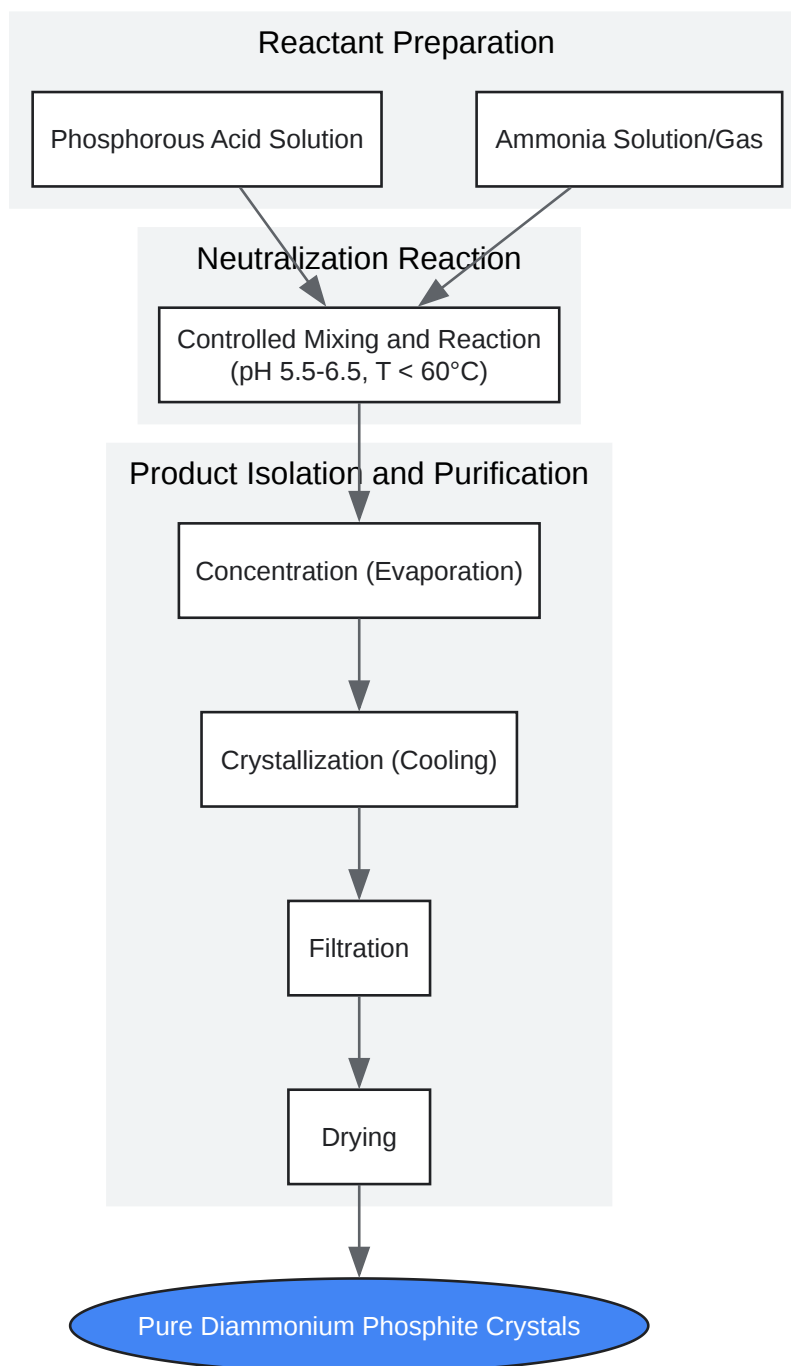 Reactant Preparation
Phosphorous Acid Solution
Ammonia Solution/Gas
Neutralization Reaction
Controlled Mixing and Reaction
(pH 5.5-6.5, T < 60°C)
Product Isolation and Purification
Concentration (Evaporation)
Crystallization (Cooling)
Filtration
Drying
Pure Diammonium Phosphite Crystals